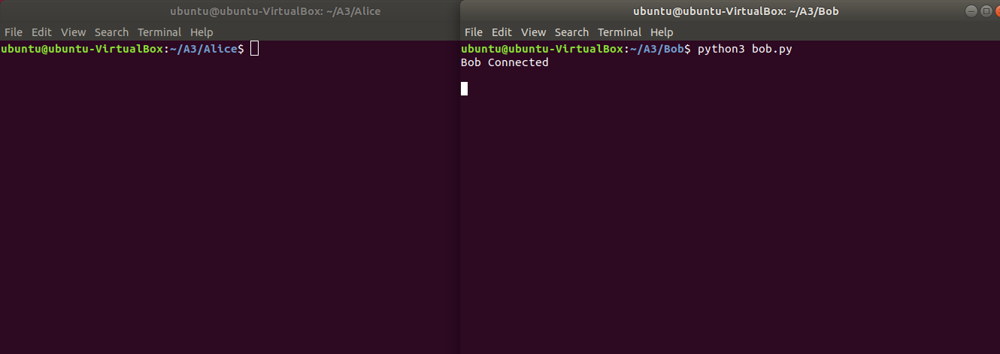 ubuntu@ubuntu-VirtualBox: ~/A3/Alice
File Edit View Search Terminal Help
ubuntu@ubuntu-VirtualBox:~/A3/Alice$
ubuntu@ubuntu-VirtualBox: ~/A3/Bob
File Edit View Search Terminal Help
ubuntu@ubuntu-VirtualBox:~/A3/Bob$ python3 bob.py
Bob Connected